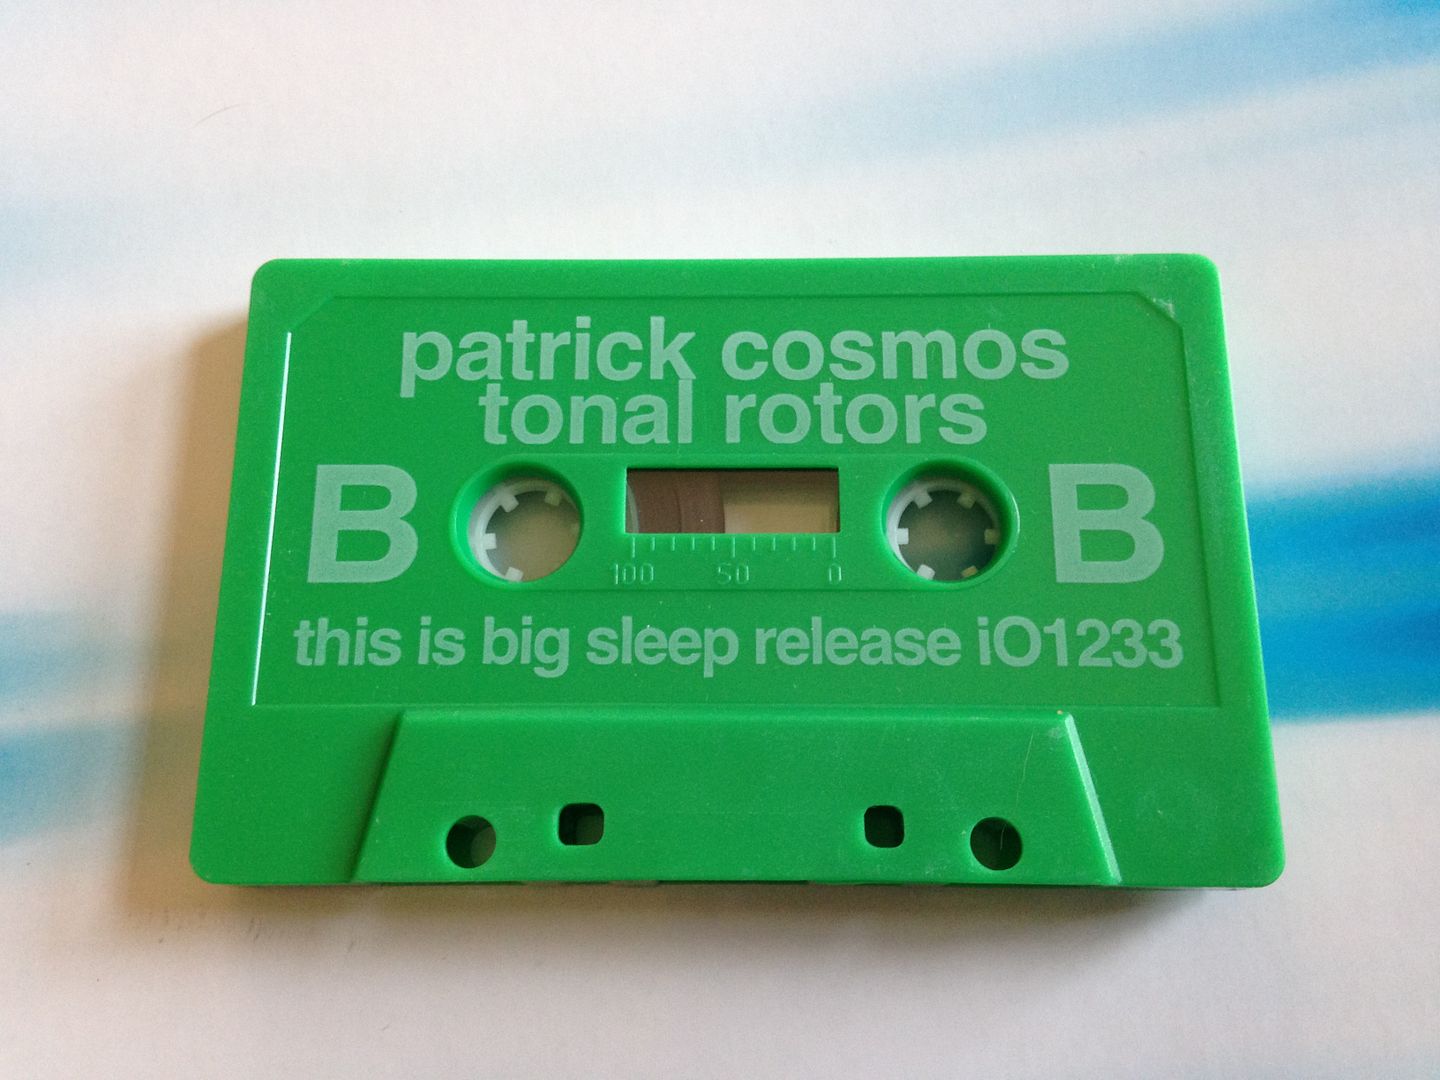 patrick cosmos
tonal rotors
B B
100 50 0
this is big sleep release iO1233